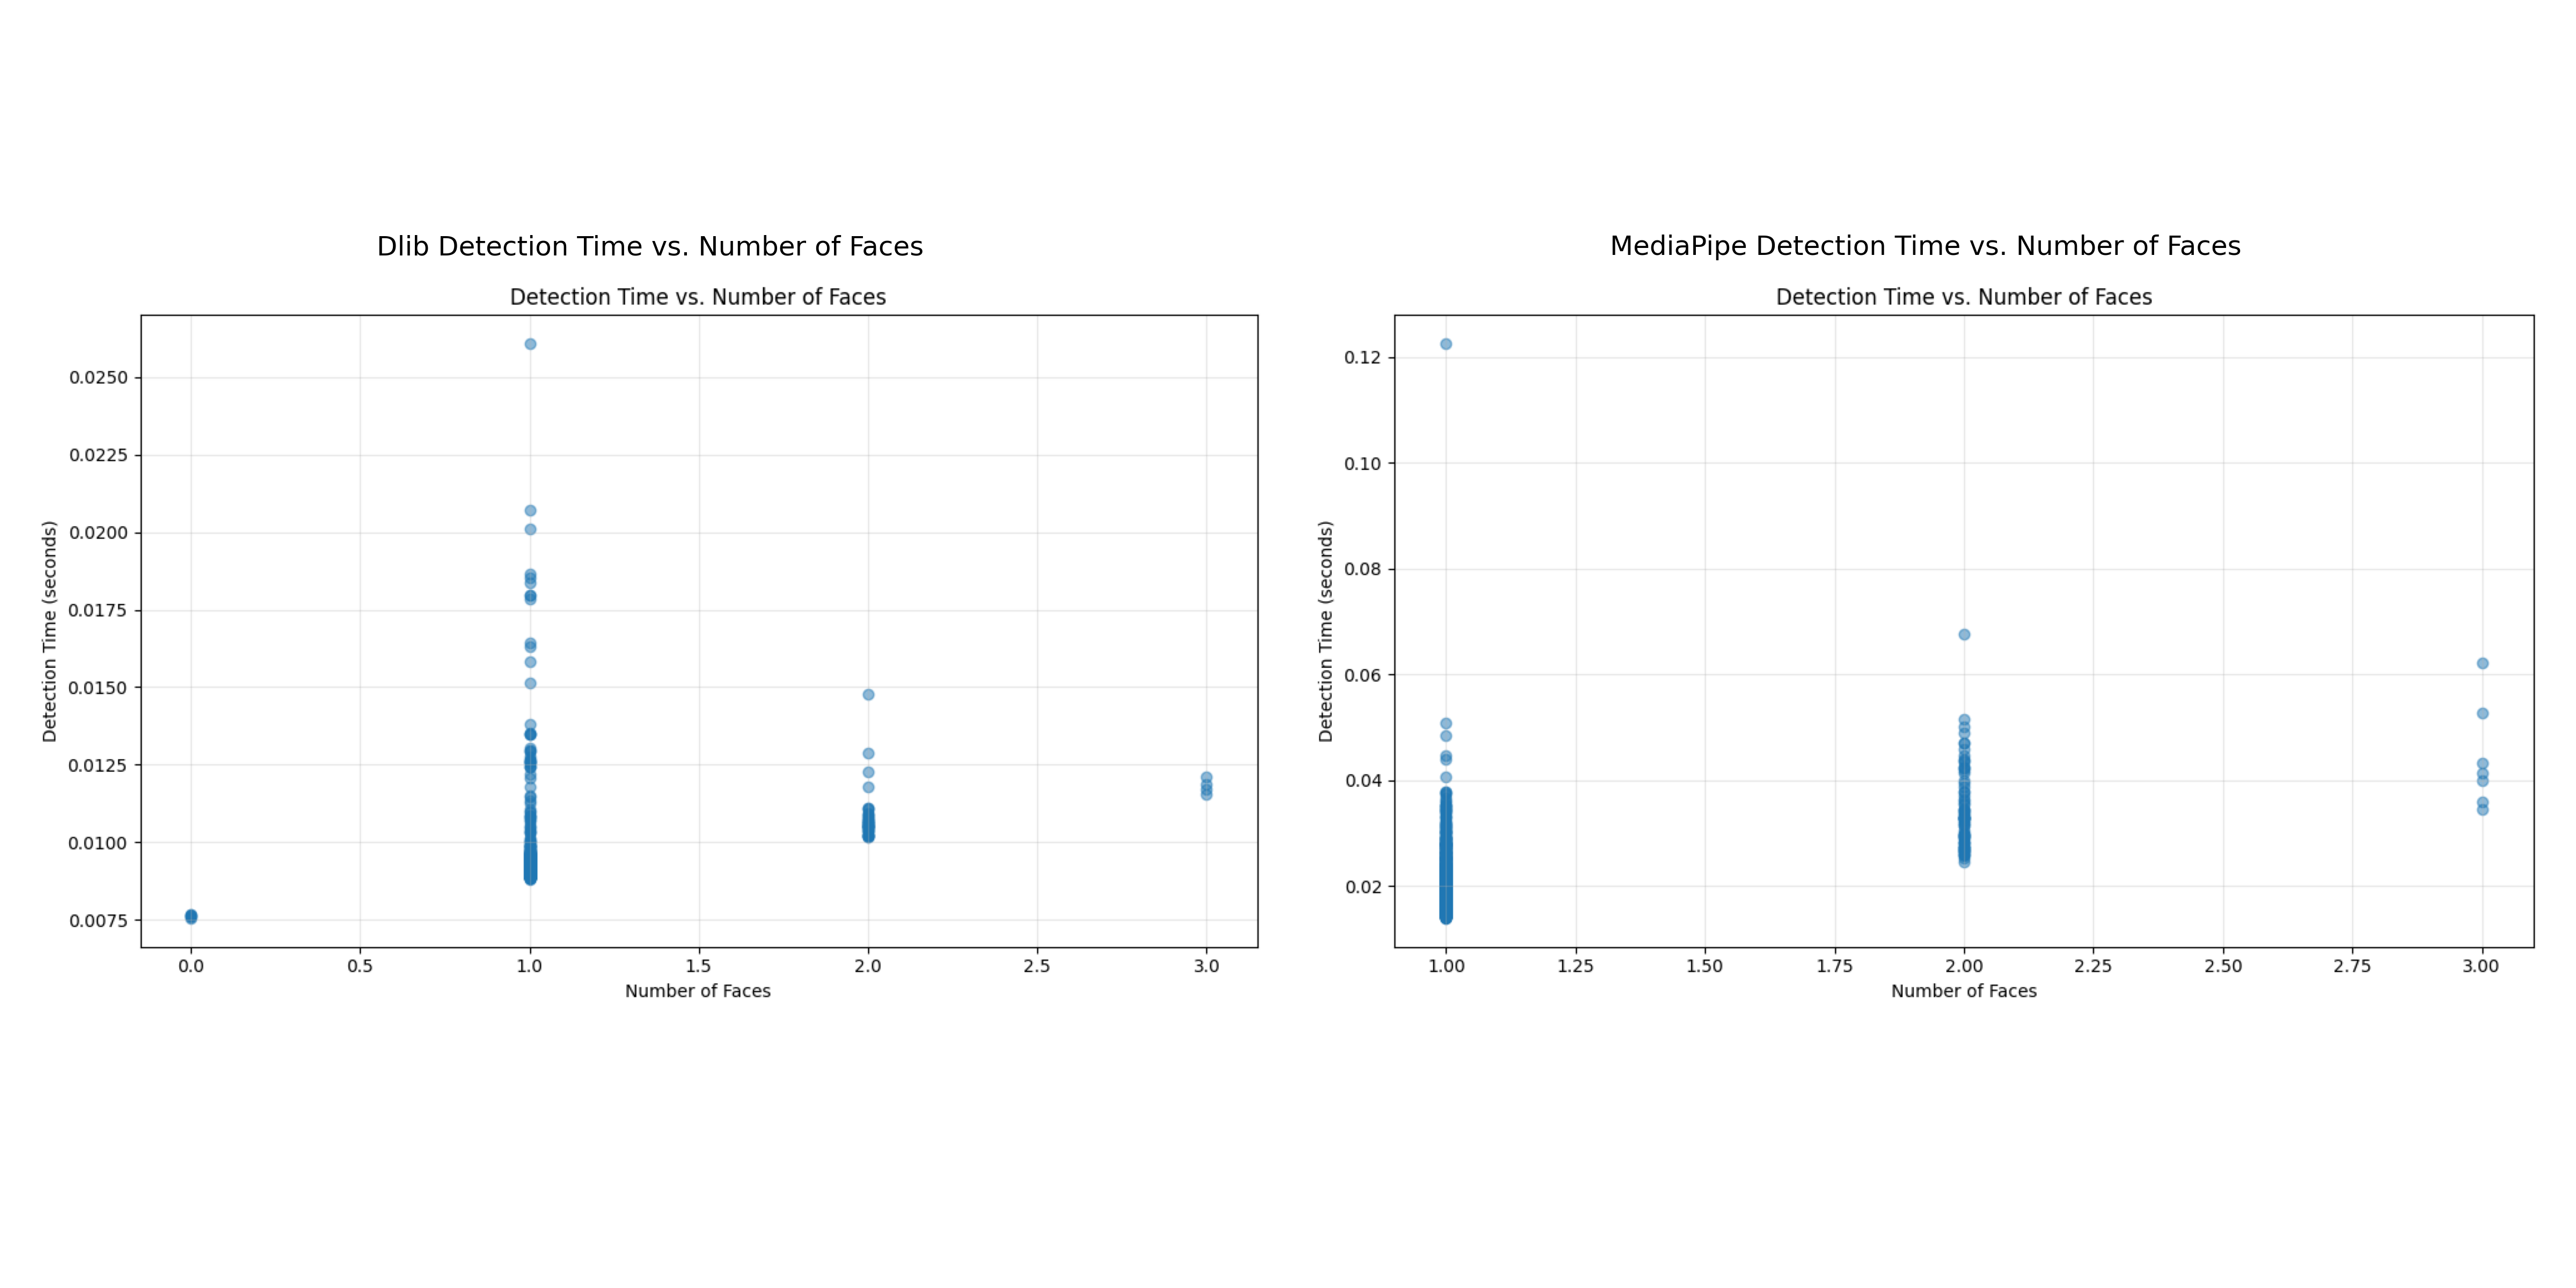 Dlib Detection Time vs. Number of Faces
Detection Time vs. Number of Faces
Detection Time (seconds)
0.0250
0.0225
0.0200
0.0175
0.0150
0.0125
0.0100
0.0075
0.0 0.5 1.0 1.5 2.0 2.5 3.0
Number of Faces
MediaPipe Detection Time vs. Number of Faces
Detection Time vs. Number of Faces
Detection Time (seconds)
0.12
0.10
0.08
0.06
0.04
0.02
1.00 1.25 1.50 1.75 2.00 2.25 2.50 2.75 3.00
Number of Faces